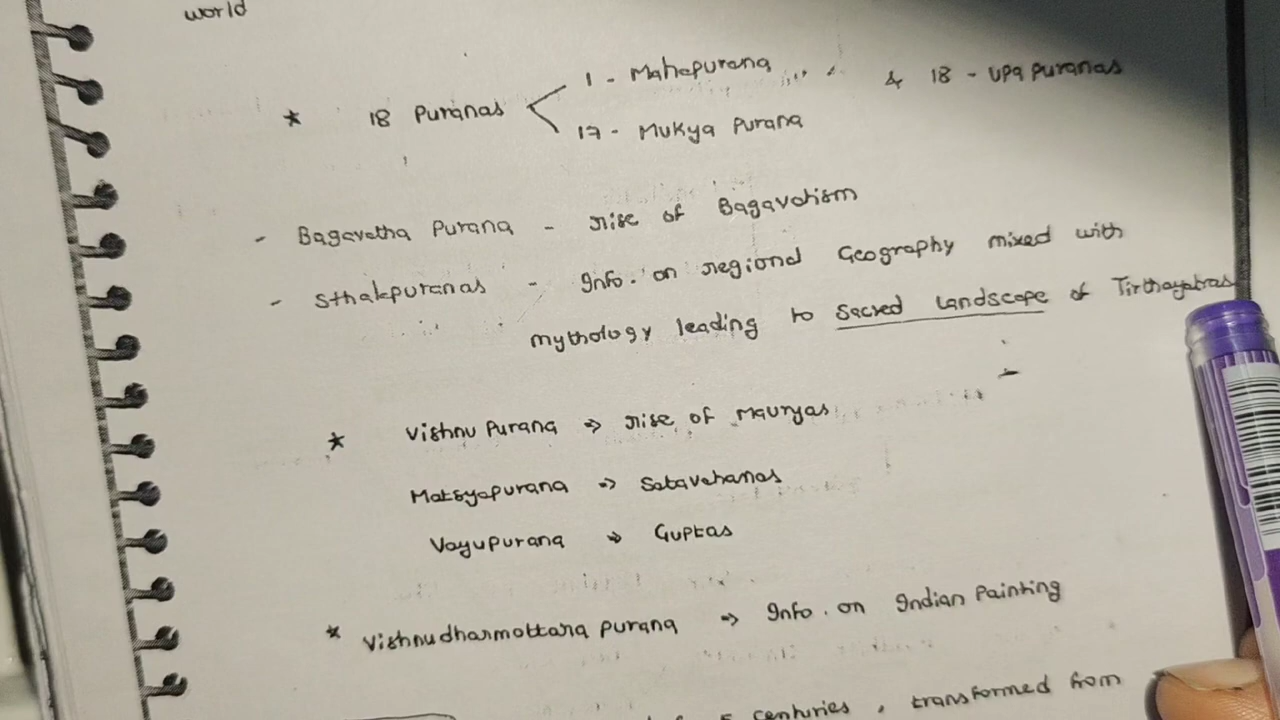 world
* 18 Puranas < 1 - Mahapurana & 18 - Upa puranas
17 - Mukya Purana
- Bagavatha Purana - rise of Bagavatism
- Sthalapuranas - Info. on regional Geography mixed with
mythology leading to Sacred Landscape of Tirthayatras
* Vishnu Purana => rise of Mauryas
Matsyapurana => Satavahanas
Vayupurana => Guptas
* Vishnudharmottara purana => Info. on Indian Painting
5 centuries, transformed from